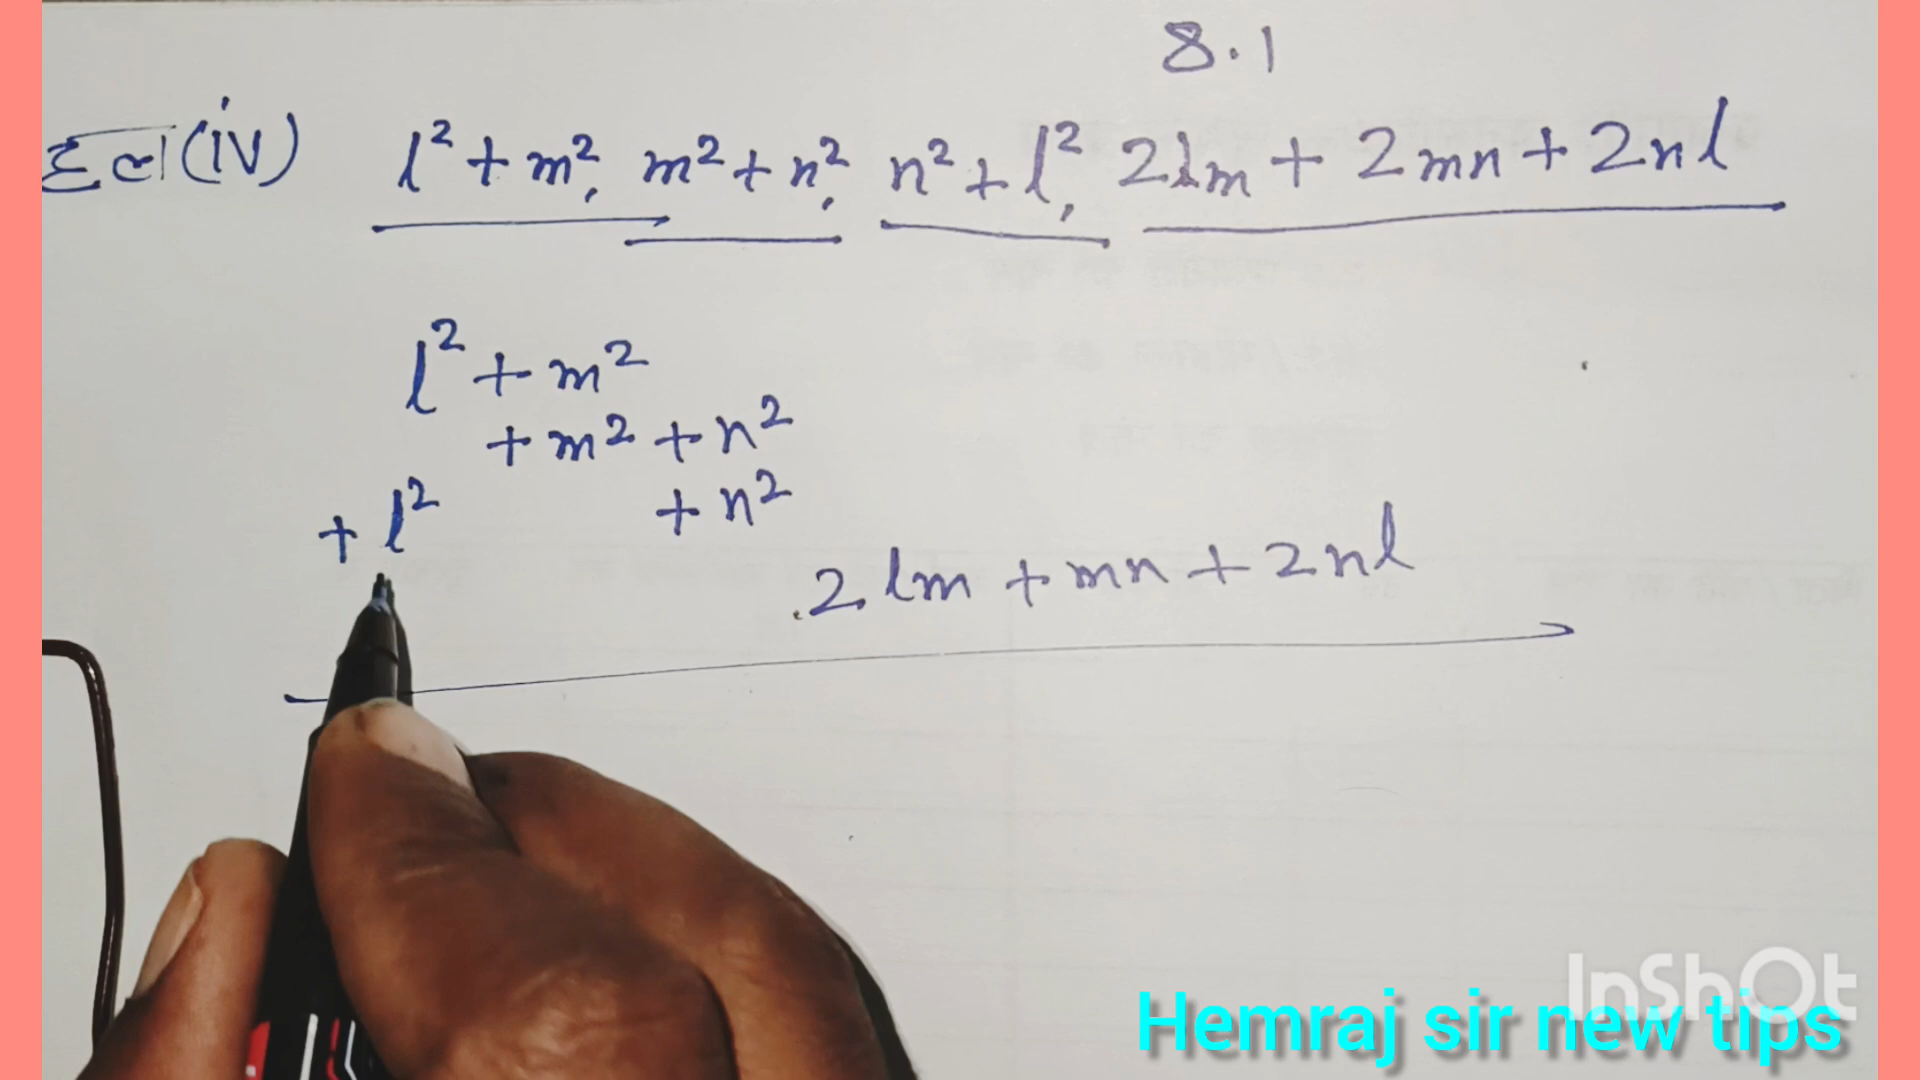 8.1
हल (iv) l² + m², m² + n², n² + l², 2lm + 2mn + 2nl
l² + m²
+ m² + n²
+ l² + n²
2lm + mn + 2nl
InShOt
Hemraj sir new tips